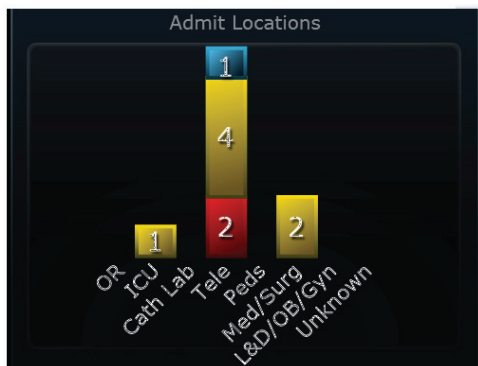 Admit Locations
1
4
1
2
2
OR
ICU
Cath Lab
Tele
Peds
Med/Surg
L&D/OB/Gyn
Unknown